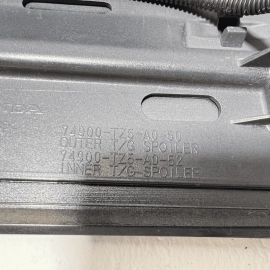 74900-TZ5-A0-50
OUTER T/G SPOILER
74900-TZ5-A0-52
INNER T/G SPOILER